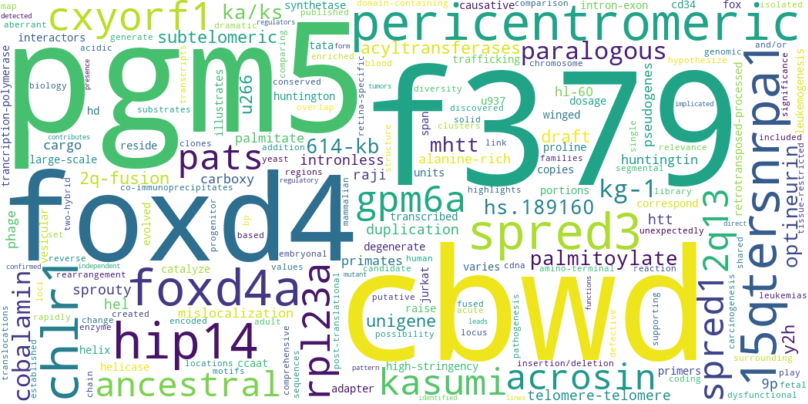 map
detected
aberrant
cxyorf1
ka/ks
synthetase
domain-containing
comparison
causative
intron-exon
cd34
fox
isolated
dramatic
published
regulators
pericentromeric
interactors
generate
subtelomeric
acidic
acyltransferases
paralogous
trafficking
blood
chromosome
genomic
and/or
hypothesize
pgm5
f379
tata
form
enriched
conserved
huntington
overlap
transcripts
comparing
illustrates
u266
biology
presence
substrates
hd
retina-specific
structure
diversity
u937
discovered
solid
clusters
hl-60
dosage
winged
pseudogenes
single
implicated
tumors
leukemogenesis
significance
included
tissue-restricted
retrotransposed-processed
relevance
segmental
library
correspond
trancription-polymerase
cargo
large-scale
reside
clones
pats
palmitate
addition
yeast
614-kb
intronless
raji
regions
regulatory
span
mhtt
alanine-rich
link
units
draft
proline
families
copies
huntingtin
portions
kg-1
htt
unexpectedly
2q-fusion
co-immunoprecipitates
carboxy
phage
vesicular
two-hybrid
evolved
progenitor
bp
based
embryonal
mammalian
gpm6a
transcribed
duplication
highlights
hs.189160
spred3
foxd4
2q13
spred1
15qtersnrpa1
optineurin
y2h
shared
direct
carcinogenesis
leukemias
confirmed
reverse
set
independent
rearrangement
loci
sprouty
catalyze
values
mislocalization
foxd4a
primates
degenerate
candidate
human
varies
cdna
amino-terminal
reaction
palmitoylate
functions
mutant
putative
jurkat
fused
acute
leads
locus
pathogenesis
defective
supporting
raise
unigene
possibility
cbwd
translocations
cobalamin
established
rapidly
chlr1
change
enzyme
created
hel
encoded
adult
hip14
rpl23a
post-translational
comprehensive
sequences
helix
helicase
chain
locations
motifs
ccaat
ancestral
contributes
adapter
pattern
high-stringency
kasumi
identified
lines
insertion/deletion
acrosin
telomere-telomere
primers
coding
9p
play
fetal
surrounding
dysfunctional